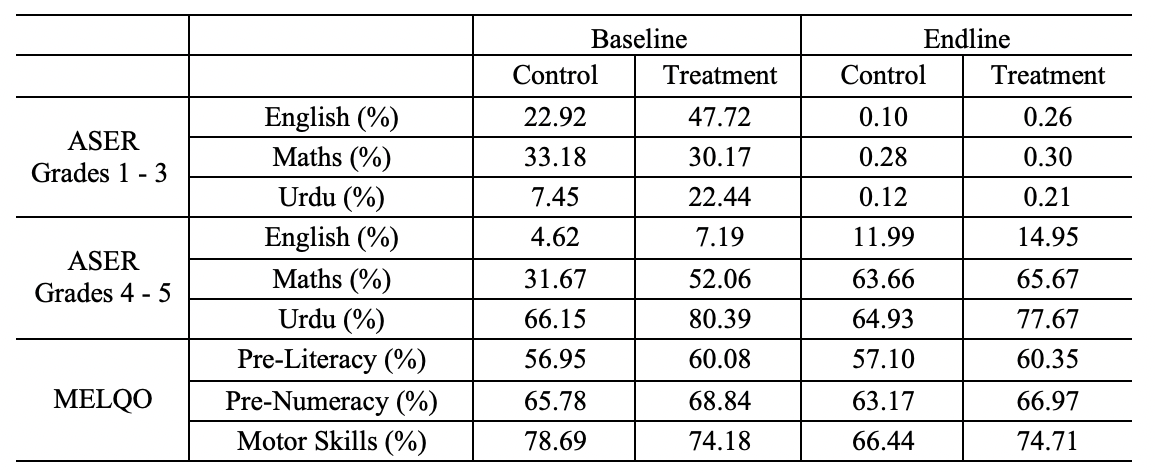 Baseline Endline
Control Treatment Control Treatment
ASER Grades 1 - 3
English (%) 22.92 47.72 0.10 0.26
Maths (%) 33.18 30.17 0.28 0.30
Urdu (%) 7.45 22.44 0.12 0.21
ASER Grades 4 - 5
English (%) 4.62 7.19 11.99 14.95
Maths (%) 31.67 52.06 63.66 65.67
Urdu (%) 66.15 80.39 64.93 77.67
MELQO
Pre-Literacy (%) 56.95 60.08 57.10 60.35
Pre-Numeracy (%) 65.78 68.84 63.17 66.97
Motor Skills (%) 78.69 74.18 66.44 74.71